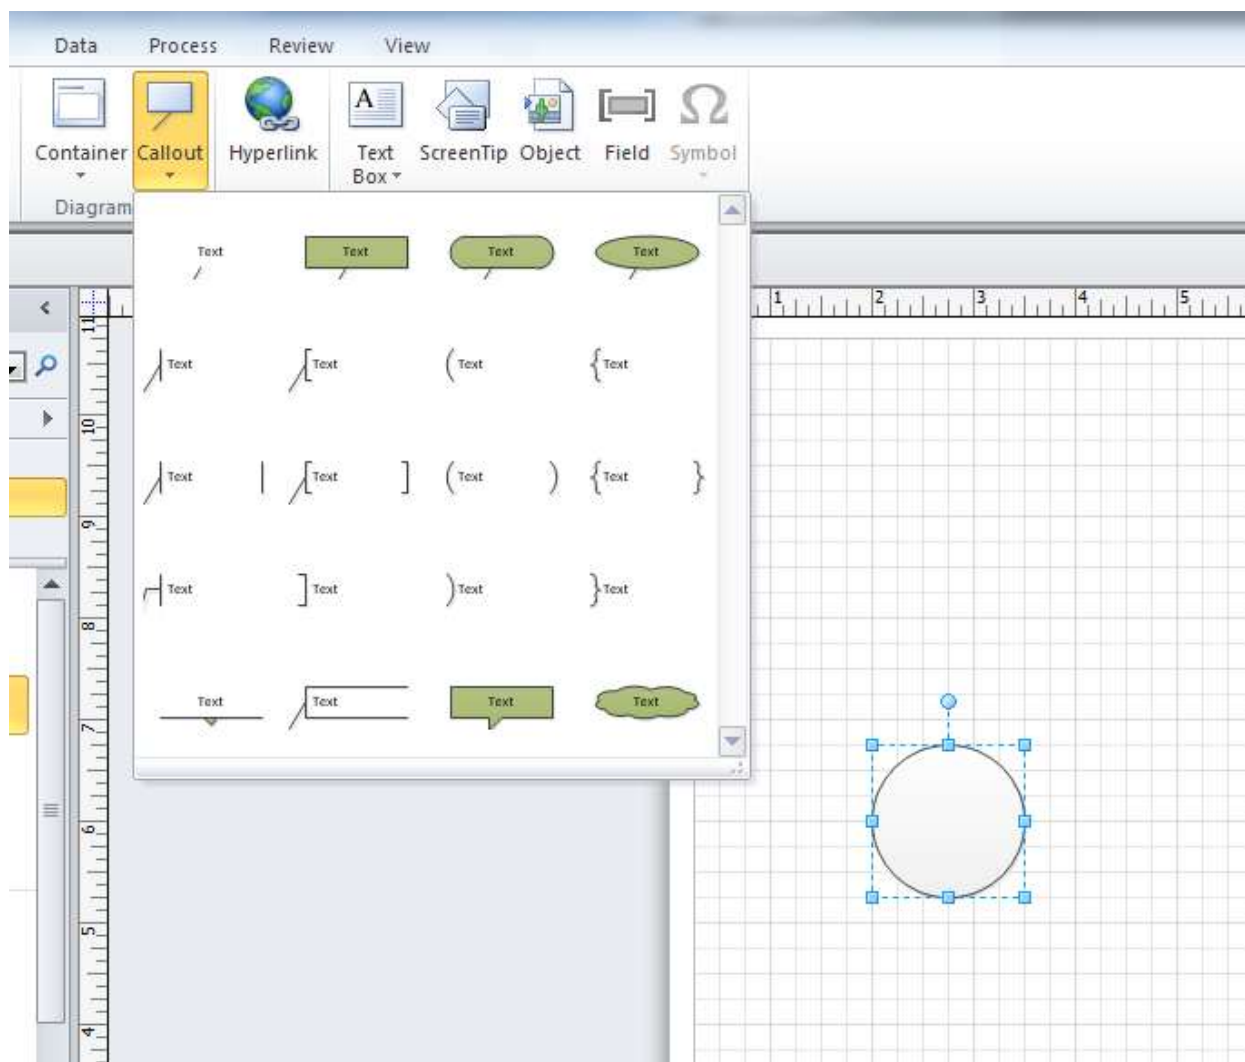 Data Process Review View
Container Callout Hyperlink Text Box ScreenTip Object Field Symbol
Diagram
Text Text Text Text
Text Text Text Text
Text Text Text Text
Text Text Text Text
Text Text Text Text
1 2 3 4 5
11
10
9
8
7
6
5
4